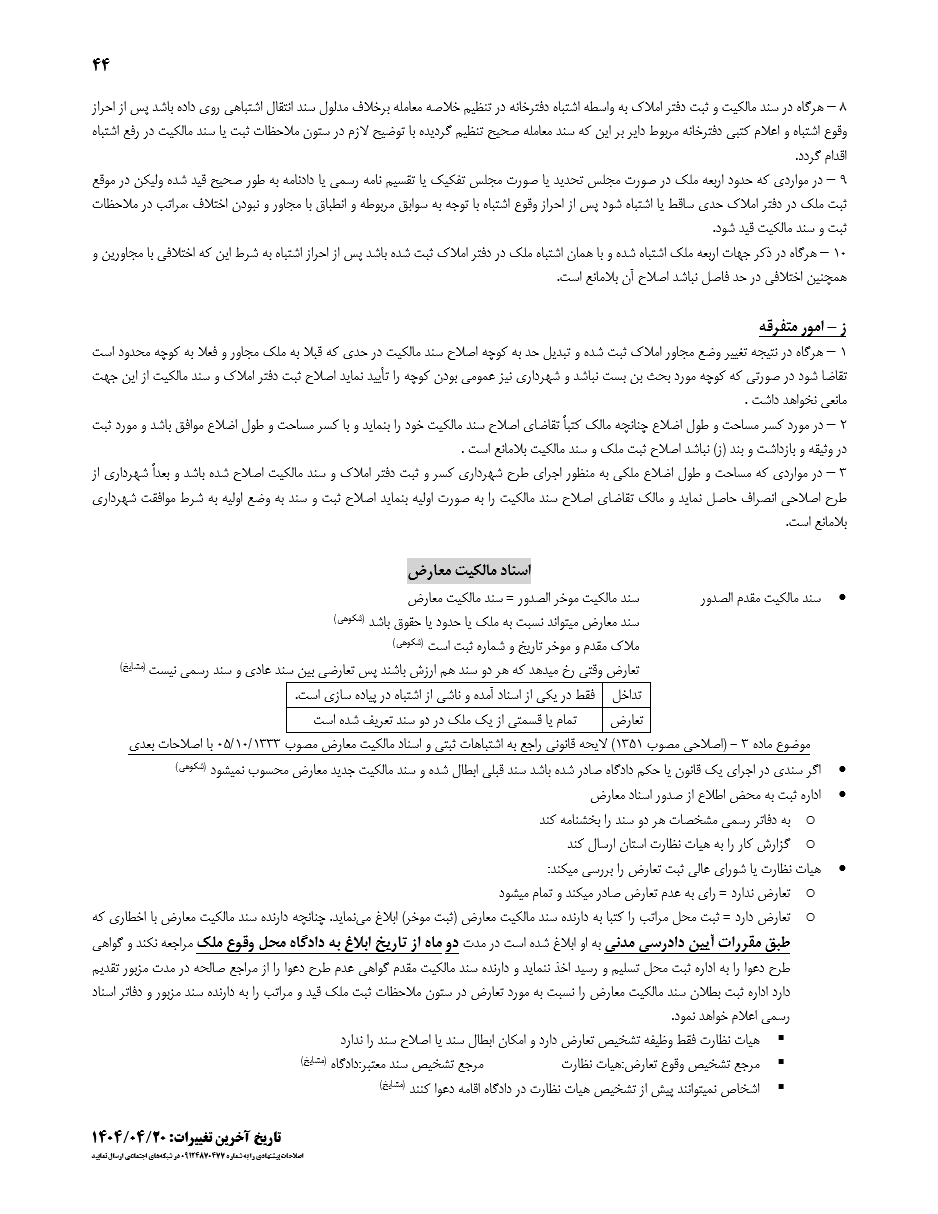 ۴۴
۸ – هرگاه در سند مالکیت و ثبت دفتر املاک به واسطه اشتباه دفترخانه در تنظیم خلاصه معامله برخلاف مدلول سند انتقال اشتباهی روی داده باشد پس از احراز
وقوع اشتباه و اعلام کتبی دفترخانه مربوط دایر بر این که سند معامله صحیح تنظیم گردیده با توضیح لازم در ستون ملاحظات ثبت یا سند مالکیت در رفع اشتباه
اقدام گردد.
۹ – در مواردی که حدود اربعه ملک در صورت مجلس تحدید یا صورت مجلس تفکیک یا تقسیم نامه رسمی یا دادنامه به طور صحیح قید شده ولیکن در موقع
ثبت ملک در دفتر املاک حدی ساقط یا اشتباه شود پس از احراز وقوع اشتباه با توجه به سوابق مربوطه و انطباق با مجاور و نبودن اختلاف ،مراتب در ملاحظات
ثبت و سند مالکیت قید شود.
۱۰ – هرگاه در ذکر جهات اربعه ملک اشتباه شده و با همان اشتباه ملک در دفتر املاک ثبت شده باشد پس از احراز اشتباه به شرط این که اختلافی با مجاورین و
همچنین اختلافی در حد فاصل نباشد اصلاح آن بلامانع است.
ز – امور متفرقه
۱ – هرگاه در نتیجه تغییر وضع مجاور املاک ثبت شده و تبدیل حد به کوچه اصلاح سند مالکیت در حدی که قبلا به ملک مجاور و فعلا به کوچه محدود است
تقاضا شود در صورتی که کوچه مورد بحث بن بست نباشد و شهرداری نیز عمومی بودن کوچه را تأیید نماید اصلاح ثبت دفتر املاک و سند مالکیت از این جهت
مانعی نخواهد داشت .
۲ – در مورد کسر مساحت و طول اضلاع چنانچه مالک کتباً تقاضای اصلاح سند مالکیت خود را بنماید و با کسر مساحت و طول اضلاع موافق باشد و مورد ثبت
در وثیقه و بازداشت و بند (ز) نباشد اصلاح ثبت ملک و سند مالکیت بلامانع است .
۳ – در مواردی که مساحت و طول اضلاع ملکی به منظور اجرای طرح شهرداری کسر و ثبت دفتر املاک و سند مالکیت اصلاح شده باشد و بعداً شهرداری از
طرح اصلاحی انصراف حاصل نماید و مالک تقاضای اصلاح سند مالکیت را به صورت اولیه بنماید اصلاح ثبت و سند به وضع اولیه به شرط موافقت شهرداری
بلامانع است.
اسناد مالکیت معارض
• سند مالکیت مقدم الصدور سند مالکیت موخر الصدور = سند مالکیت معارض
سند معارض میتواند نسبت به ملک یا حدود یا حقوق باشد (شکوهی)
ملاک مقدم و موخر تاریخ و شماره ثبت است (شکوهی)
تعارض وقتی رخ میدهد که هر دو سند هم ارزش باشند پس تعارضی بین سند عادی و سند رسمی نیست (مشایخ)
تداخل فقط در یکی از اسناد آمده و ناشی از اشتباه در پیاده سازی است.
تعارض تمام یا قسمتی از یک ملک در دو سند تعریف شده است
موضوع ماده ۳ – (اصلاحی مصوب ۱۳۵۱) لایحه قانونی راجع به اشتباهات ثبتی و اسناد مالکیت معارض مصوب ۰۵/۱۰/۱۳۳۳ با اصلاحات بعدی
• اگر سندی در اجرای یک قانون یا حکم دادگاه صادر شده باشد سند قبلی ابطال شده و سند مالکیت جدید معارض محسوب نمیشود (شکوهی)
• اداره ثبت به محض اطلاع از صدور اسناد معارض
o به دفاتر رسمی مشخصات هر دو سند را بخشنامه کند
o گزارش کار را به هیات نظارت استان ارسال کند
• هیات نظارت یا شورای عالی ثبت تعارض را بررسی میکند:
o تعارض ندارد = رای به عدم تعارض صادر میکند و تمام میشود
o تعارض دارد = ثبت محل مراتب را کتبا به دارنده سند مالکیت معارض (ثبت موخر) ابلاغ می‌نماید. چنانچه دارنده سند مالکیت معارض با اخطاری که
طبق مقررات آیین دادرسی مدنی به او ابلاغ شده است در مدت دو ماه از تاریخ ابلاغ به دادگاه محل وقوع ملک مراجعه نکند و گواهی
طرح دعوا را به اداره ثبت محل تسلیم و رسید اخذ ننماید و دارنده سند مالکیت مقدم گواهی عدم طرح دعوا را از مراجع صالحه در مدت مزبور تقدیم
دارد اداره ثبت بطلان سند مالکیت معارض را نسبت به مورد تعارض در ستون ملاحظات ثبت ملک قید و مراتب را به دارنده سند مزبور و دفاتر اسناد
رسمی اعلام خواهد نمود.
▪ هیات نظارت فقط وظیفه تشخیص تعارض دارد و امکان ابطال سند یا اصلاح سند را ندارد
▪ مرجع تشخیص وقوع تعارض:هیات نظارت مرجع تشخیص سند معتبر:دادگاه (مشایخ)
▪ اشخاص نمیتوانند پیش از تشخیص هیات نظارت در دادگاه اقامه دعوا کنند (مشایخ)
تاریخ آخرین تغییرات: ۱۴۰۴/۰۴/۲۰
اصلاحات پیشنهادی را به شماره ۰۹۱۲۴۸۷۰۴۷۷ در شبکه‌های اجتماعی ارسال نمایید